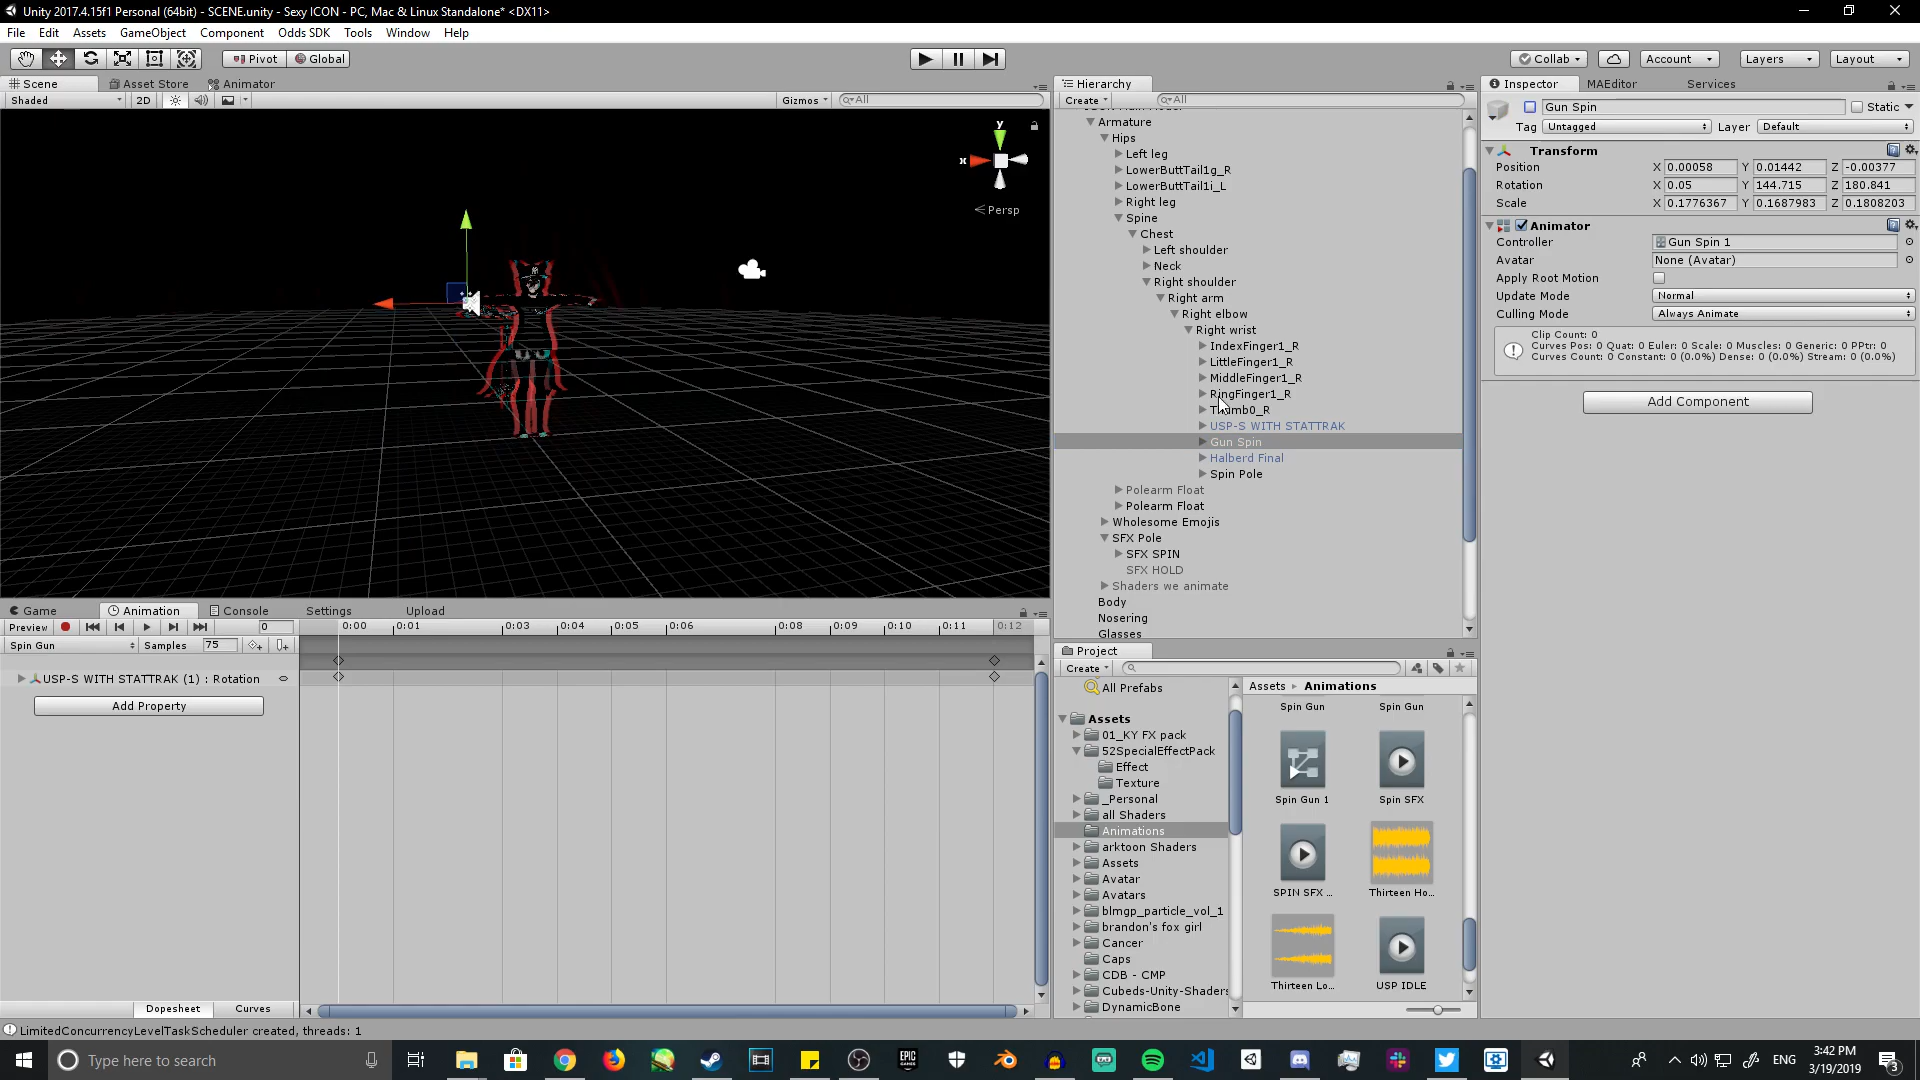 Unity 2017.4.15f1 Personal (64bit) - SCENE.unity - Sexy ICON - PC, Mac & Linux Standalone* <DX11>
File Edit Assets GameObject Component Odds SDK Tools Window Help
Pivot Global Collab Account Layers Layout
Scene Asset Store Animator
Shaded 2D Gizmos All
y
x
Persp
Hierarchy
Create All
Armature
Hips
Left leg
LowerButtTail1g_R
LowerButtTail1i_L
Right leg
Spine
Chest
Left shoulder
Neck
Right shoulder
Right arm
Right elbow
Right wrist
IndexFinger1_R
LittleFinger1_R
MiddleFinger1_R
RingFinger1_R
Thumb0_R
USP-S WITH STATTRAK
Gun Spin
Halberd Final
Spin Pole
Polearm Float
Polearm Float
Wholesome Emojis
SFX Pole
SFX SPIN
SFX HOLD
Shaders we animate
Body
Nosering
Glasses
Inspector MAEditor Services
Gun Spin Static
Tag Untagged Layer Default
Transform
Position X 0.00058 Y 0.01442 Z -0.00377
Rotation X 0.05 Y 144.715 Z 180.841
Scale X 0.1776367 Y 0.1687983 Z 0.1808203
Animator
Controller Gun Spin 1
Avatar None (Avatar)
Apply Root Motion
Update Mode Normal
Culling Mode Always Animate
Clip Count: 0
Curves Pos: 0 Quat: 0 Euler: 0 Scale: 0 Muscles: 0 Generic: 0 PPtr: 0
Curves Count: 0 Constant: 0 (0.0%) Dense: 0 (0.0%) Stream: 0 (0.0%)
Add Component
Game Animation Console Settings Upload
Preview 0 0:00 0:01 0:03 0:04 0:05 0:06 0:08 0:09 0:10 0:11 0:12
Spin Gun Samples 75
USP-S WITH STATTRAK (1) : Rotation
Add Property
Dopesheet Curves
Project
Create
All Prefabs
Assets
01_KY FX pack
52SpecialEffectPack
Effect
Texture
_Personal
all Shaders
Animations
arktoon Shaders
Assets
Avatar
Avatars
blmgp_particle_vol_1
brandon's fox girl
Cancer
Caps
CDB - CMP
Cubeds-Unity-Shaders
DynamicBone
Assets Animations
Spin Gun Spin Gun
Spin Gun 1 Spin SFX
SPIN SFX ... Thirteen Ho...
Thirteen Lo... USP IDLE
LimitedConcurrencyLevelTaskScheduler created, threads: 1
Type here to search
EPIC GAMES
ENG
3:42 PM
3/19/2019
3